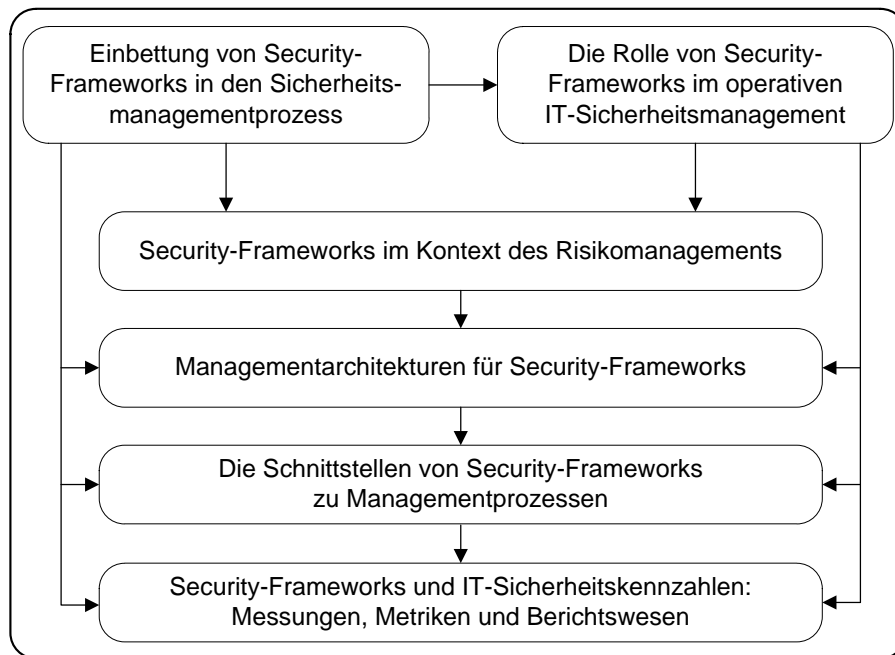 Einbettung von Security-
Frameworks in den Sicherheits-
managementprozess
Die Rolle von Security-
Frameworks im operativen
IT-Sicherheitsmanagement
Security-Frameworks im Kontext des Risikomanagements
Managementarchitekturen für Security-Frameworks
Die Schnittstellen von Security-Frameworks
zu Managementprozessen
Security-Frameworks und IT-Sicherheitskennzahlen:
Messungen, Metriken und Berichtswesen